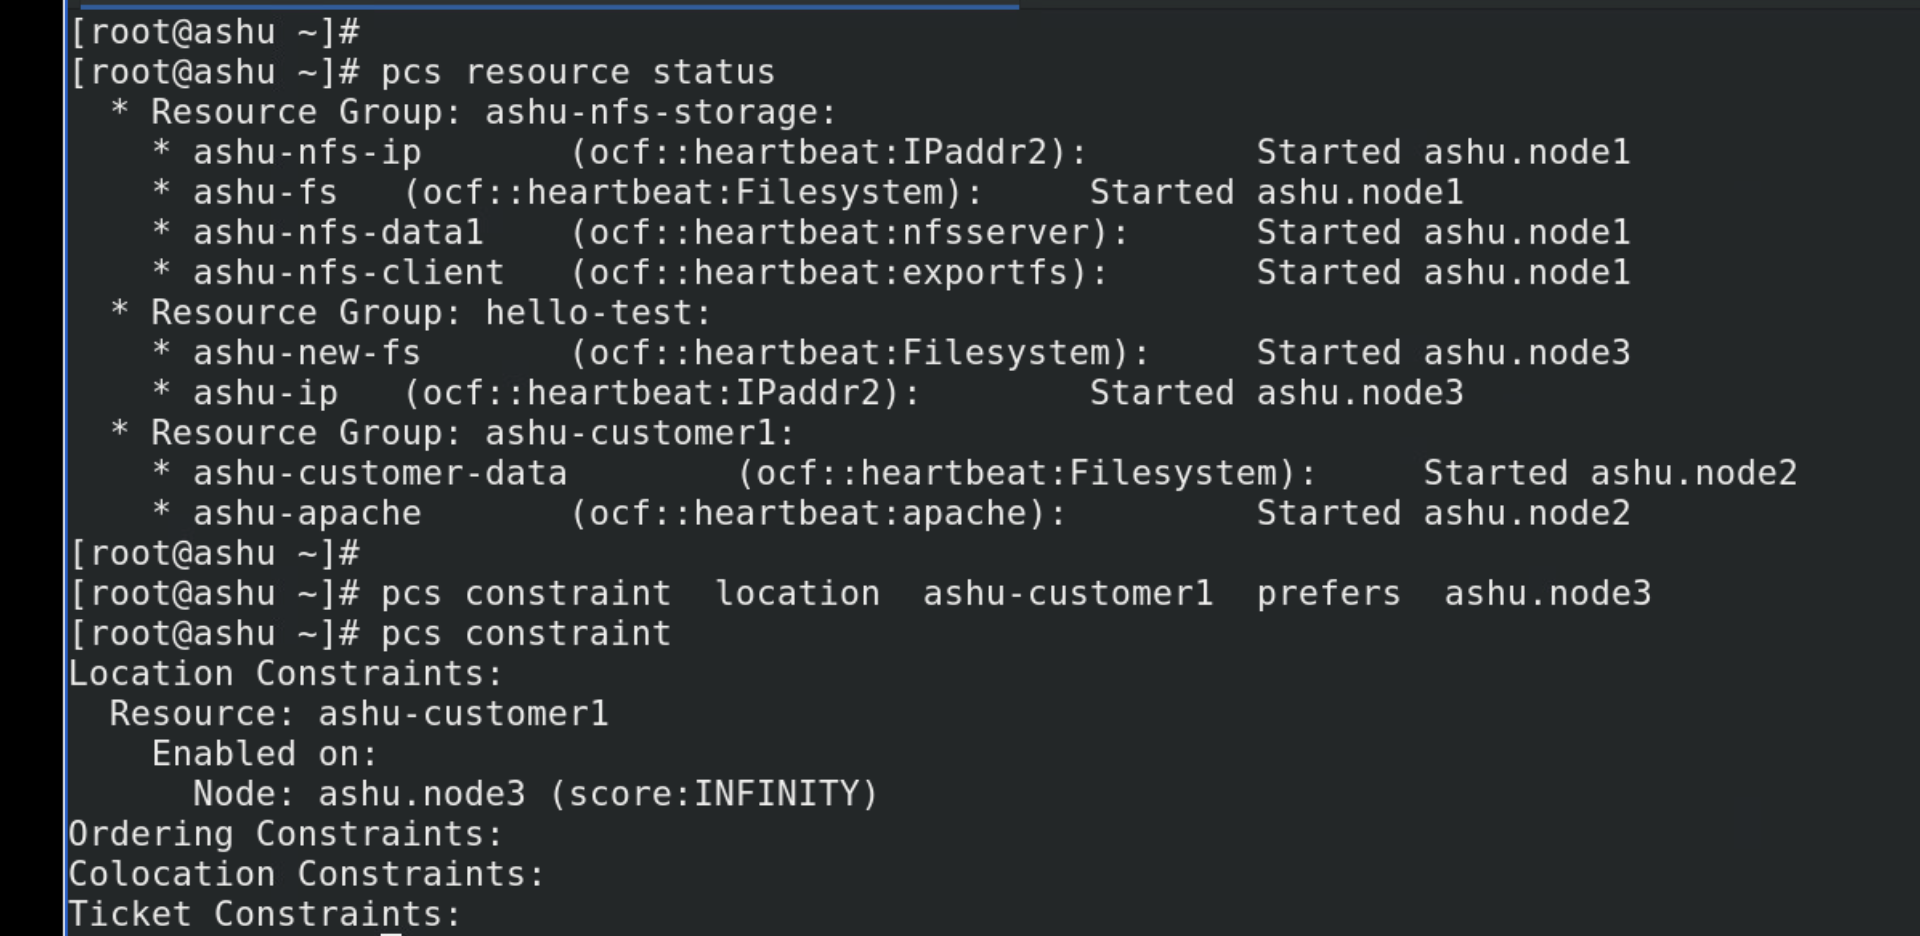 [root@ashu ~]#
[root@ashu ~]# pcs resource status
  * Resource Group: ashu-nfs-storage:
    * ashu-nfs-ip       (ocf::heartbeat:IPaddr2):        Started ashu.node1
    * ashu-fs   (ocf::heartbeat:Filesystem):     Started ashu.node1
    * ashu-nfs-data1    (ocf::heartbeat:nfsserver):      Started ashu.node1
    * ashu-nfs-client   (ocf::heartbeat:exportfs):       Started ashu.node1
  * Resource Group: hello-test:
    * ashu-new-fs       (ocf::heartbeat:Filesystem):     Started ashu.node3
    * ashu-ip   (ocf::heartbeat:IPaddr2):        Started ashu.node3
  * Resource Group: ashu-customer1:
    * ashu-customer-data        (ocf::heartbeat:Filesystem):     Started ashu.node2
    * ashu-apache       (ocf::heartbeat:apache):         Started ashu.node2
[root@ashu ~]#
[root@ashu ~]# pcs constraint  location  ashu-customer1  prefers  ashu.node3
[root@ashu ~]# pcs constraint
Location Constraints:
  Resource: ashu-customer1
    Enabled on:
      Node: ashu.node3 (score:INFINITY)
Ordering Constraints:
Colocation Constraints:
Ticket Constraints: